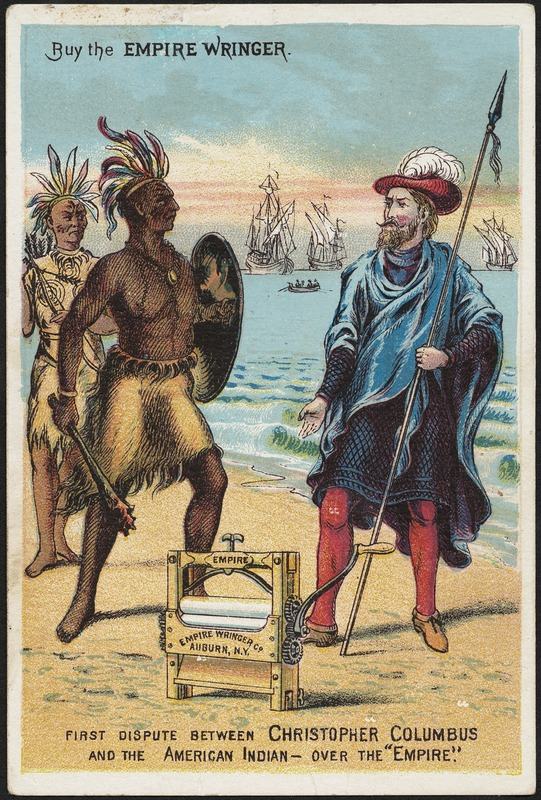 Buy the EMPIRE WRINGER.
EMPIRE
EMPIRE WRINGER Co.
AUBURN, N.Y.
FIRST DISPUTE BETWEEN CHRISTOPHER COLUMBUS
AND THE AMERICAN INDIAN – OVER THE "EMPIRE".